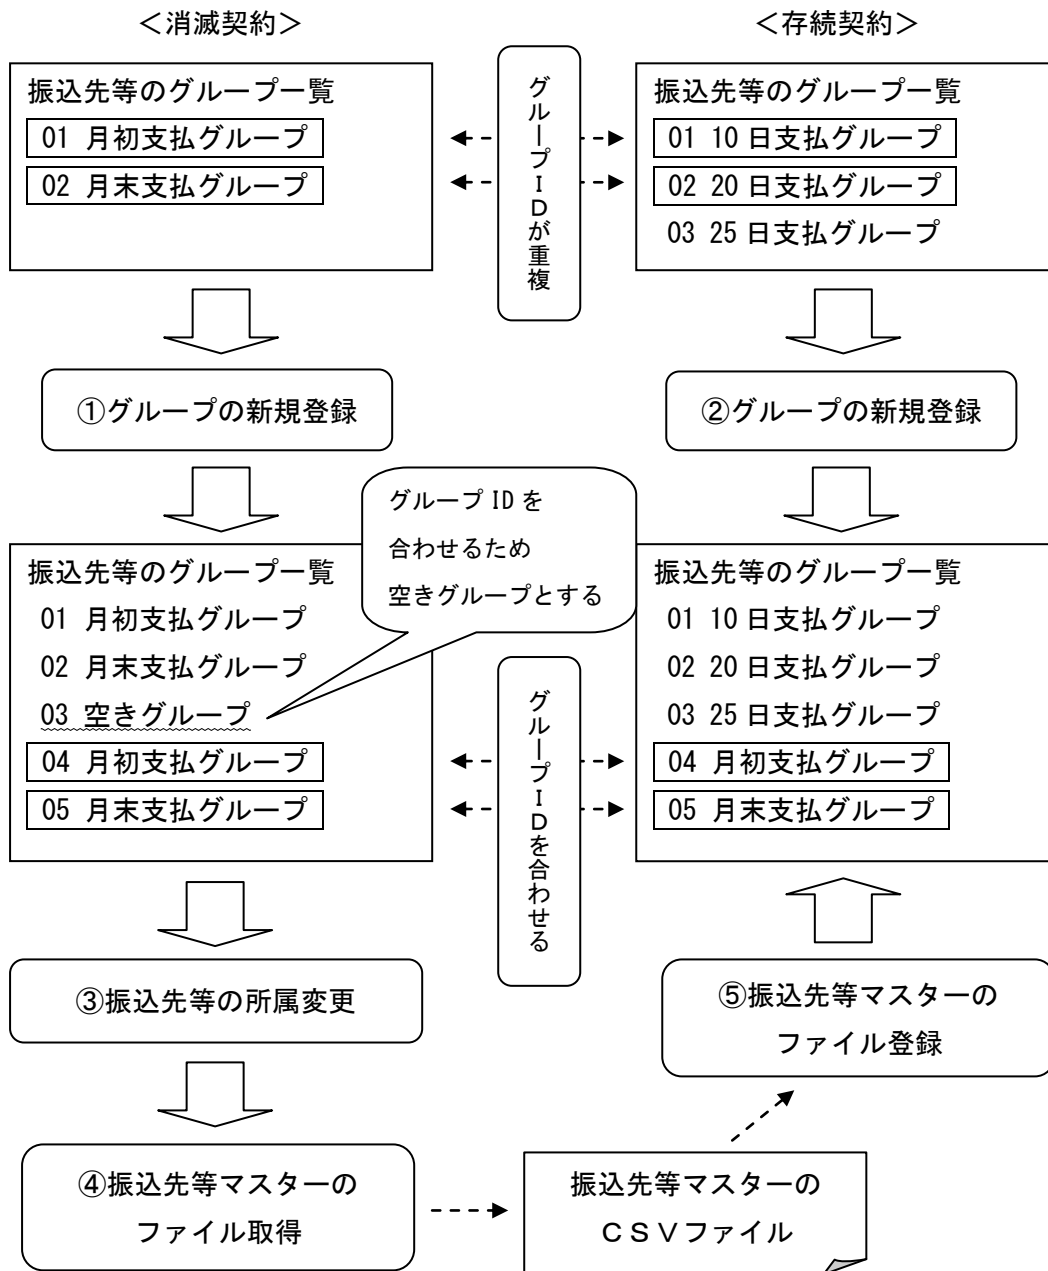 ＜消滅契約＞
＜存続契約＞
振込先等のグループ一覧
01 月初支払グループ
02 月末支払グループ
グループＩＤが重複
振込先等のグループ一覧
01 10日支払グループ
02 20日支払グループ
03 25日支払グループ
①グループの新規登録
②グループの新規登録
グループIDを
合わせるため
空きグループとする
振込先等のグループ一覧
01 月初支払グループ
02 月末支払グループ
03 空きグループ
04 月初支払グループ
05 月末支払グループ
グループＩＤを合わせる
振込先等のグループ一覧
01 10日支払グループ
02 20日支払グループ
03 25日支払グループ
04 月初支払グループ
05 月末支払グループ
③振込先等の所属変更
⑤振込先等マスターの
ファイル登録
④振込先等マスターの
ファイル取得
振込先等マスターの
ＣＳＶファイル